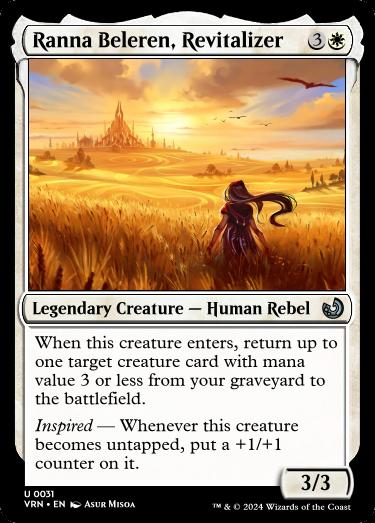 Ranna Beleren, Revitalizer 3
Legendary Creature — Human Rebel
When this creature enters, return up to
one target creature card with mana
value 3 or less from your graveyard to
the battlefield.
Inspired — Whenever this creature
becomes untapped, put a +1/+1
counter on it.
3/3
U 0031
VRN • EN Asur Misoa
™ & © 2024 Wizards of the Coast